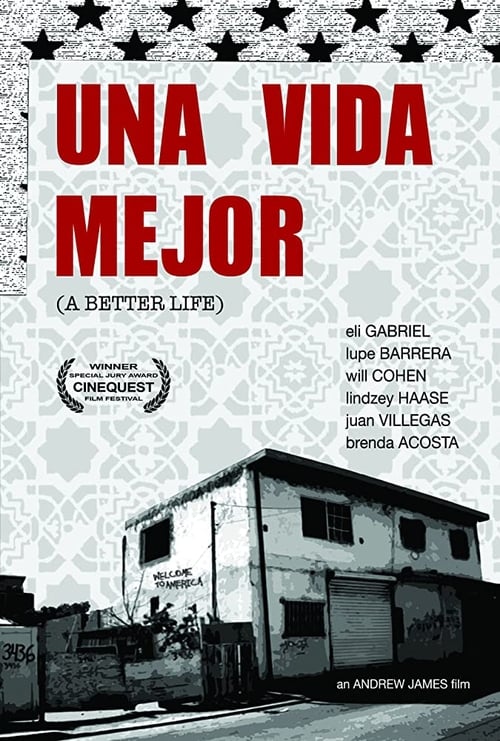 UNA VIDA
MEJOR
(A BETTER LIFE)
eli GABRIEL
lupe BARRERA
will COHEN
lindzey HAASE
juan VILLEGAS
brenda ACOSTA
WINNER
SPECIAL JURY AWARD
CINEQUEST
FILM FESTIVAL
WELCOME
TO AMERICA
3436
an ANDREW JAMES film